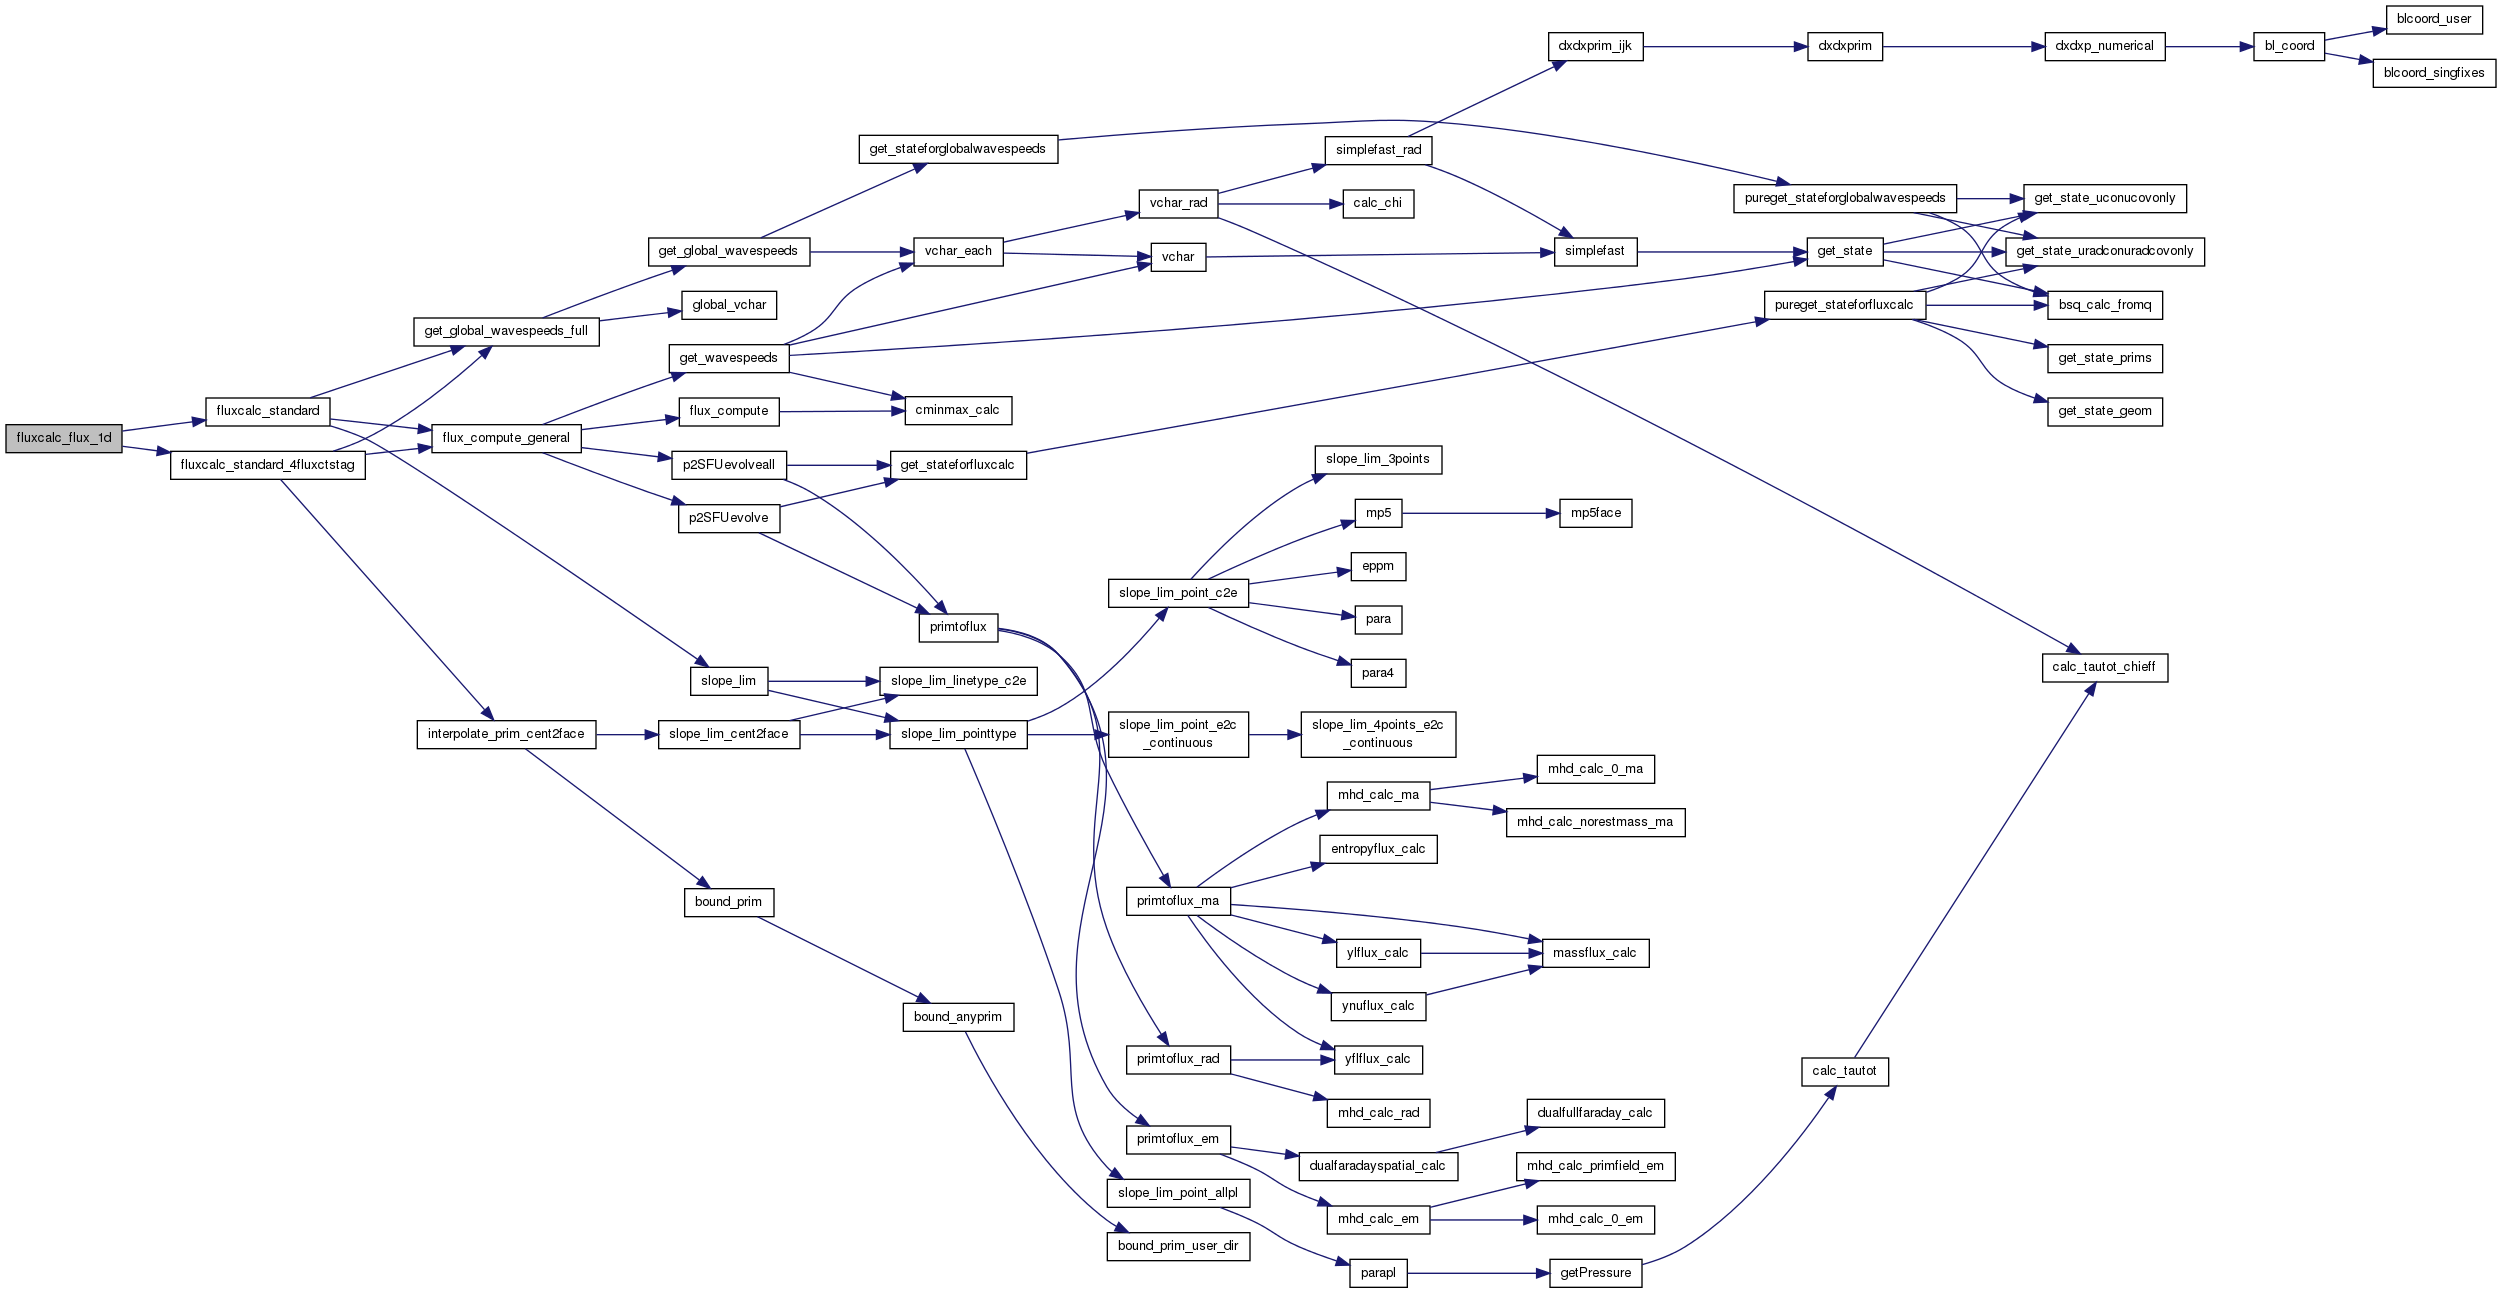 fluxcalc_flux_1d
fluxcalc_standard
fluxcalc_standard_4fluxctstag
get_global_wavespeeds_full
flux_compute_general
interpolate_prim_cent2face
get_global_wavespeeds
global_vchar
get_wavespeeds
flux_compute
p2SFUevolveall
p2SFUevolve
slope_lim
slope_lim_cent2face
bound_prim
get_stateforglobalwavespeeds
vchar_each
cminmax_calc
get_stateforfluxcalc
primtoflux
slope_lim_linetype_c2e
slope_lim_pointtype
bound_anyprim
vchar_rad
vchar
slope_lim_point_c2e
slope_lim_point_e2c
_continuous
primtoflux_ma
primtoflux_rad
primtoflux_em
slope_lim_point_allpl
bound_prim_user_dir
simplefast_rad
calc_chi
slope_lim_3points
mp5
eppm
para
para4
slope_lim_4points_e2c
_continuous
mhd_calc_ma
entropyflux_calc
ylflux_calc
ynuflux_calc
yflflux_calc
mhd_calc_rad
dualfaradayspatial_calc
mhd_calc_em
parapl
dxdxprim_ijk
simplefast
mp5face
mhd_calc_0_ma
mhd_calc_norestmass_ma
massflux_calc
dualfullfaraday_calc
mhd_calc_primfield_em
mhd_calc_0_em
getPressure
dxdxprim
pureget_stateforglobalwavespeeds
get_state
pureget_stateforfluxcalc
calc_tautot
dxdxp_numerical
get_state_uconucovonly
get_state_uradconuradcovonly
bsq_calc_fromq
get_state_prims
get_state_geom
calc_tautot_chieff
bl_coord
blcoord_user
blcoord_singfixes